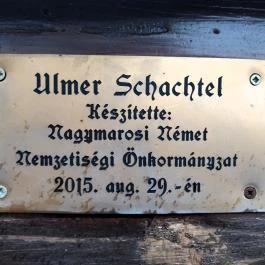 Ulmer Schachtel
Készítette:
Nagymarosi Német
Nemzetiségi Önkormányzat
2015. aug. 29.-én